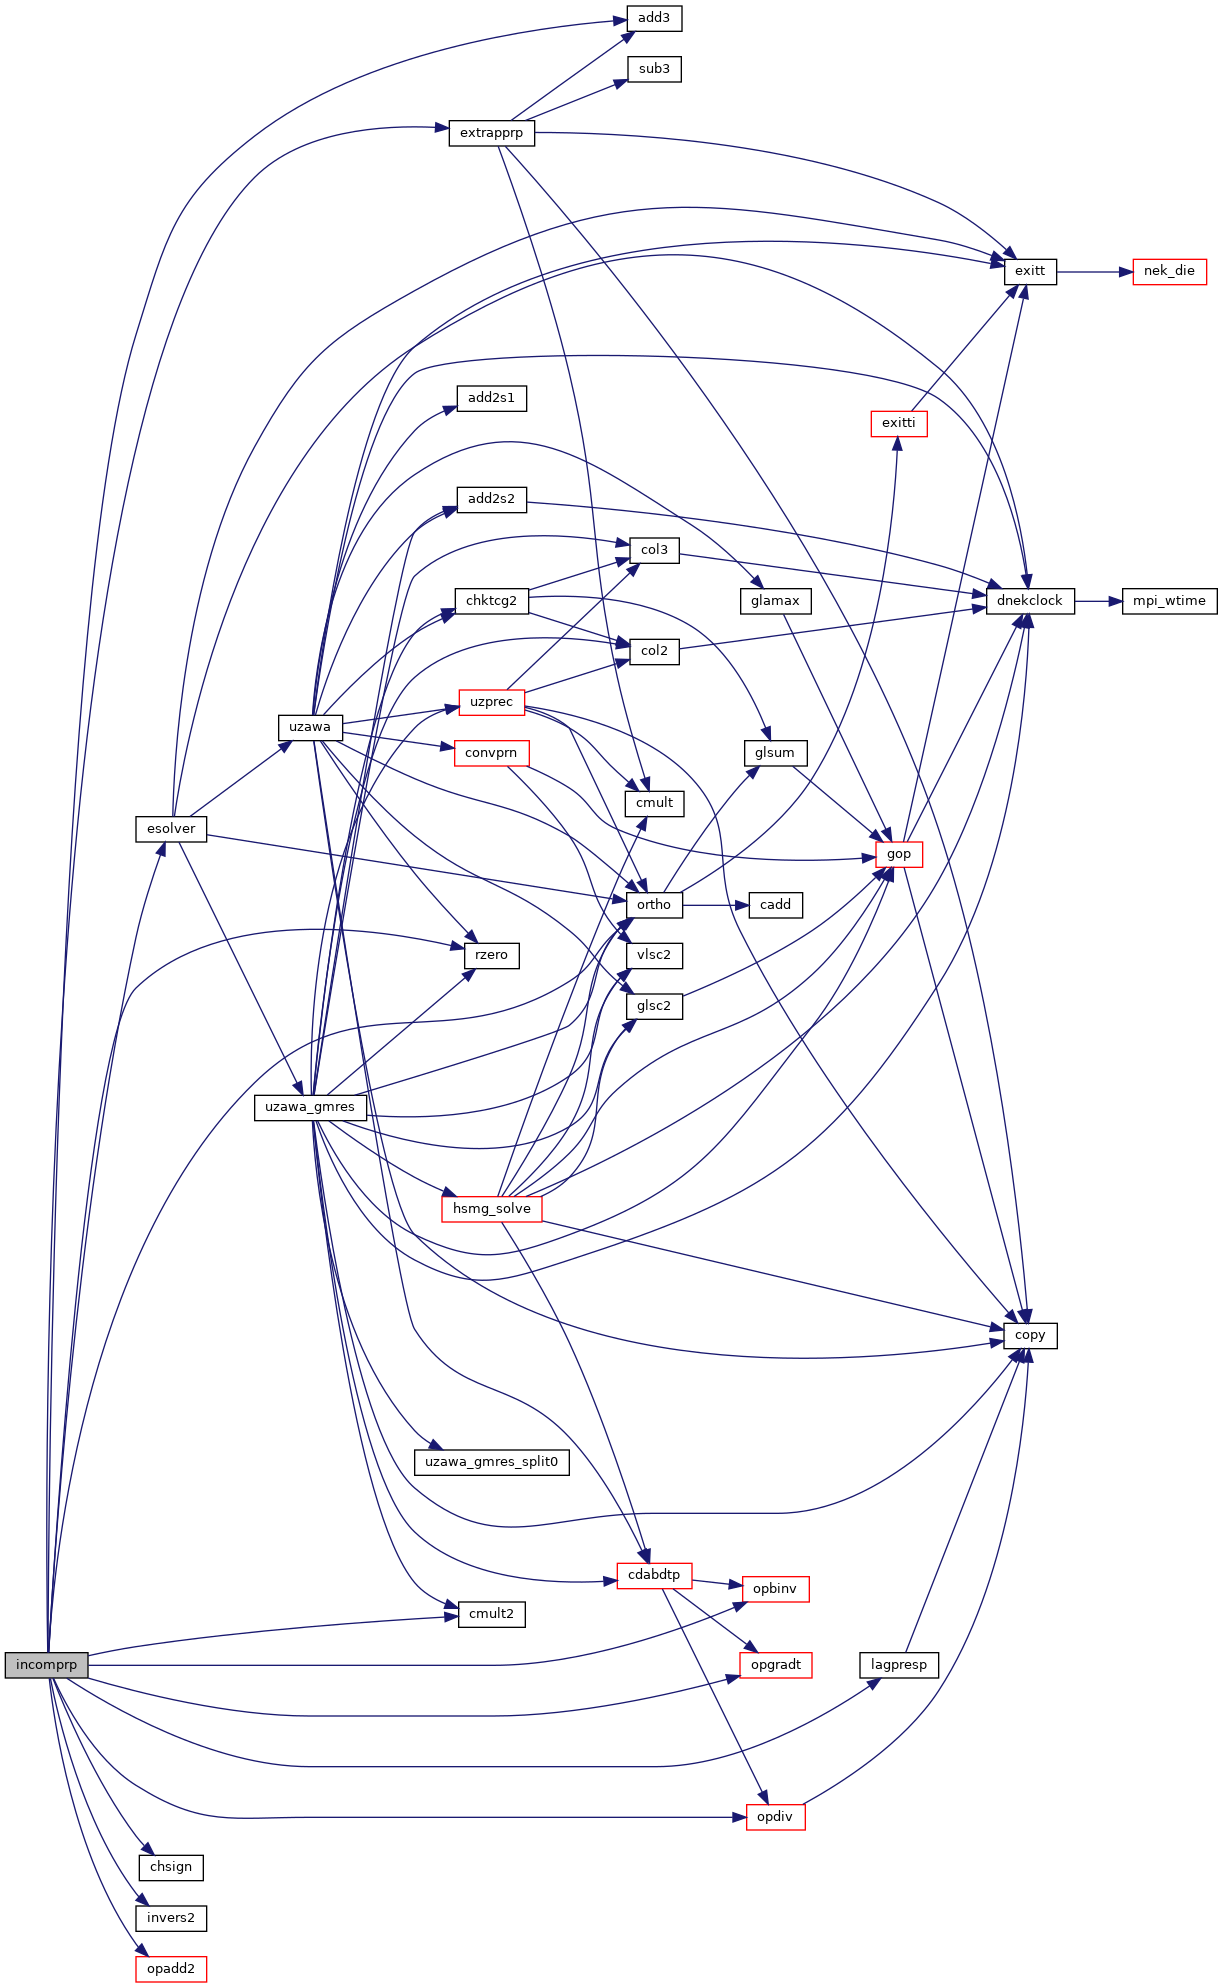 add3
sub3
extrapprp
exitt
nek_die
add2s1
exitti
add2s2
col3
chktcg2
glamax
dnekclock
mpi_wtime
col2
uzprec
uzawa
convprn
glsum
cmult
esolver
gop
ortho
cadd
rzero
vlsc2
glsc2
uzawa_gmres
hsmg_solve
copy
uzawa_gmres_split0
cdabdtp
opbinv
cmult2
incomprp
opgradt
lagpresp
opdiv
chsign
invers2
opadd2